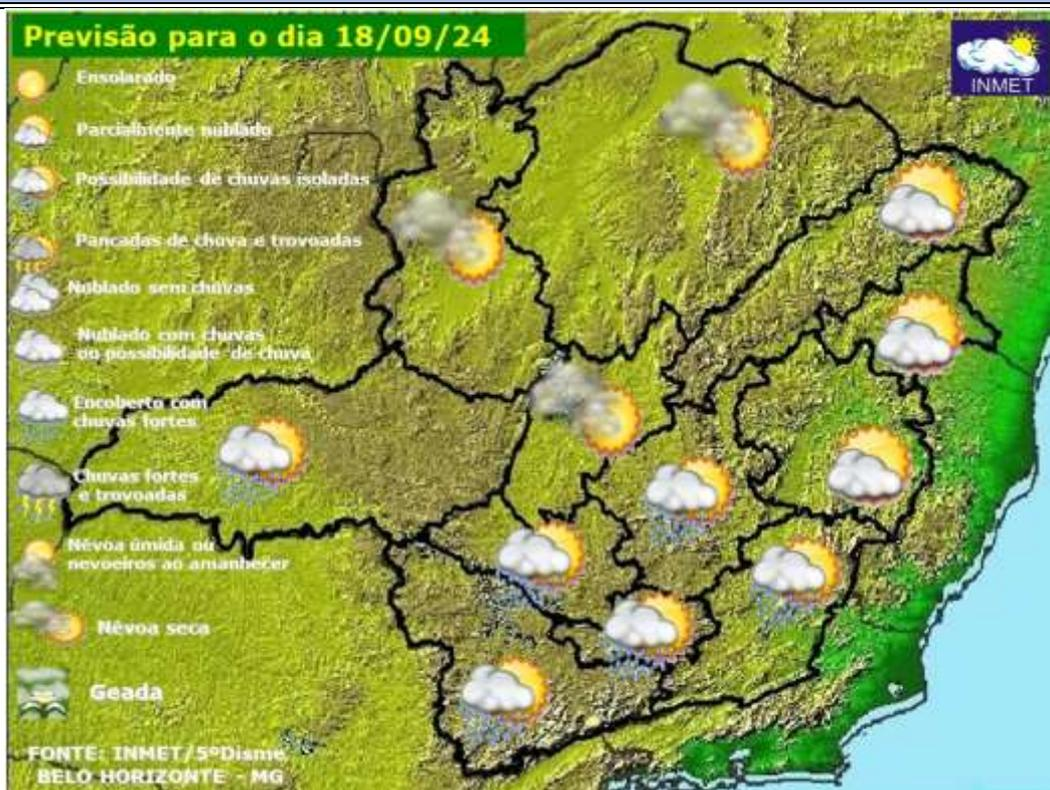 Previsão para o dia 18/09/24
INMET
Ensolarado
Parcialmente nublado
Possibilidade de chuvas isoladas
Pancadas de chuva e trovoadas
Nublado sem chuvas
Nublado com chuvas
ou possibilidade de chuva
Encoberto com
chuvas fortes
Chuvas fortes
e trovoadas
Névoa úmida ou
nevoeiros ao amanhecer
Névoa seca
Geada
FONTE: INMET/5ºDisme
BELO HORIZONTE - MG